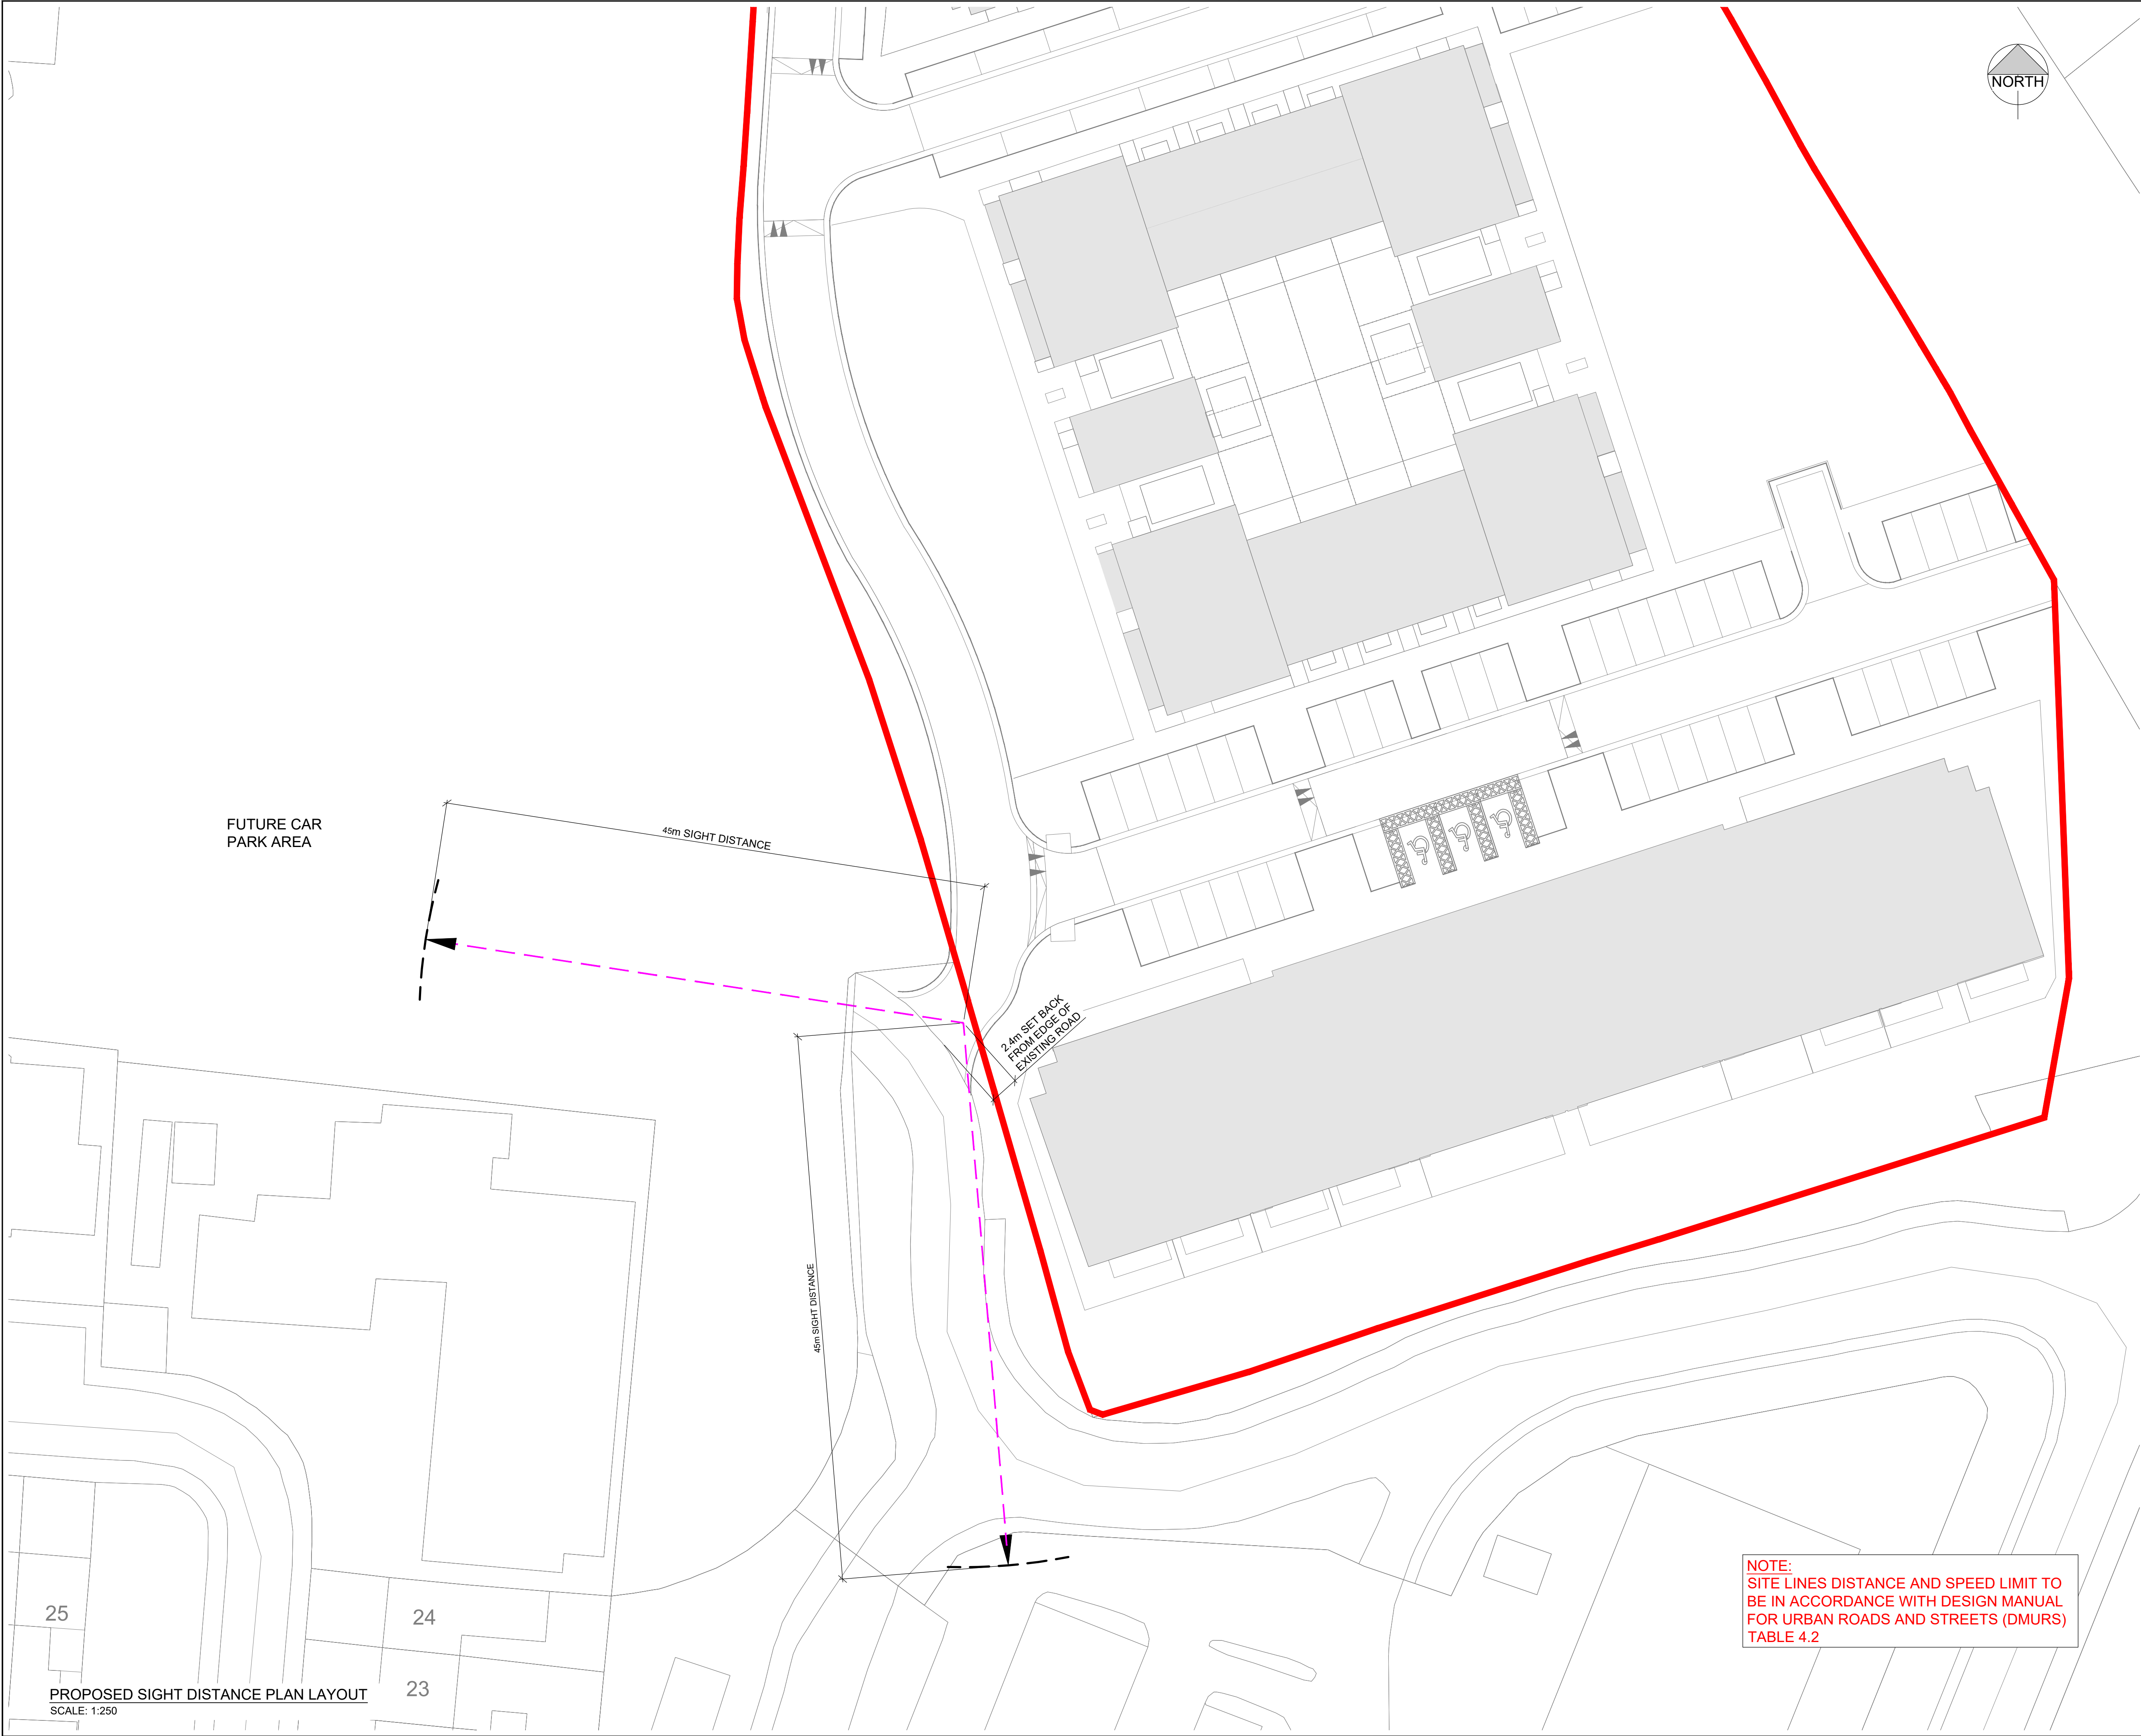 NORTH
FUTURE CAR
PARK AREA
45m SIGHT DISTANCE
2.4m SET BACK
FROM EDGE OF
EXISTING ROAD
45m SIGHT DISTANCE
25
24
23
NOTE:
SITE LINES DISTANCE AND SPEED LIMIT TO
BE IN ACCORDANCE WITH DESIGN MANUAL
FOR URBAN ROADS AND STREETS (DMURS)
TABLE 4.2
PROPOSED SIGHT DISTANCE PLAN LAYOUT
SCALE: 1:250